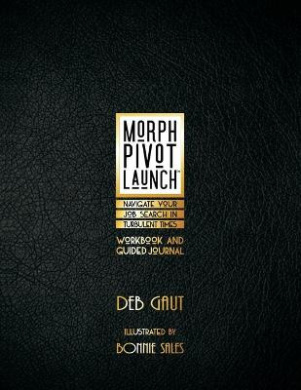 MORPH
PIVOT
LAUNCH™
NAVIGATE YOUR
JOB SEARCH IN
TURBULENT TIMES
WORKBOOK AND
GUIDED JOURNAL
DEB GAUT
ILLUSTRATED BY
BONNIE SALES